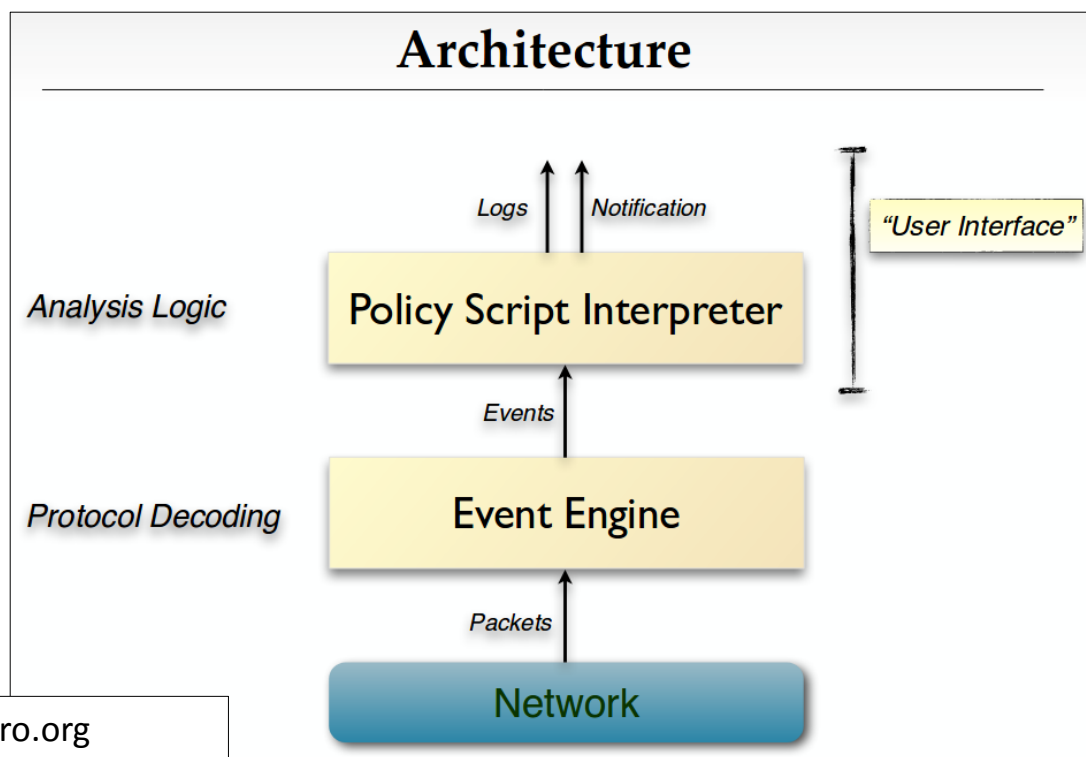 Architecture
Logs
Notification
“User Interface”
Analysis Logic
Policy Script Interpreter
Events
Protocol Decoding
Event Engine
Packets
Network
ro.org